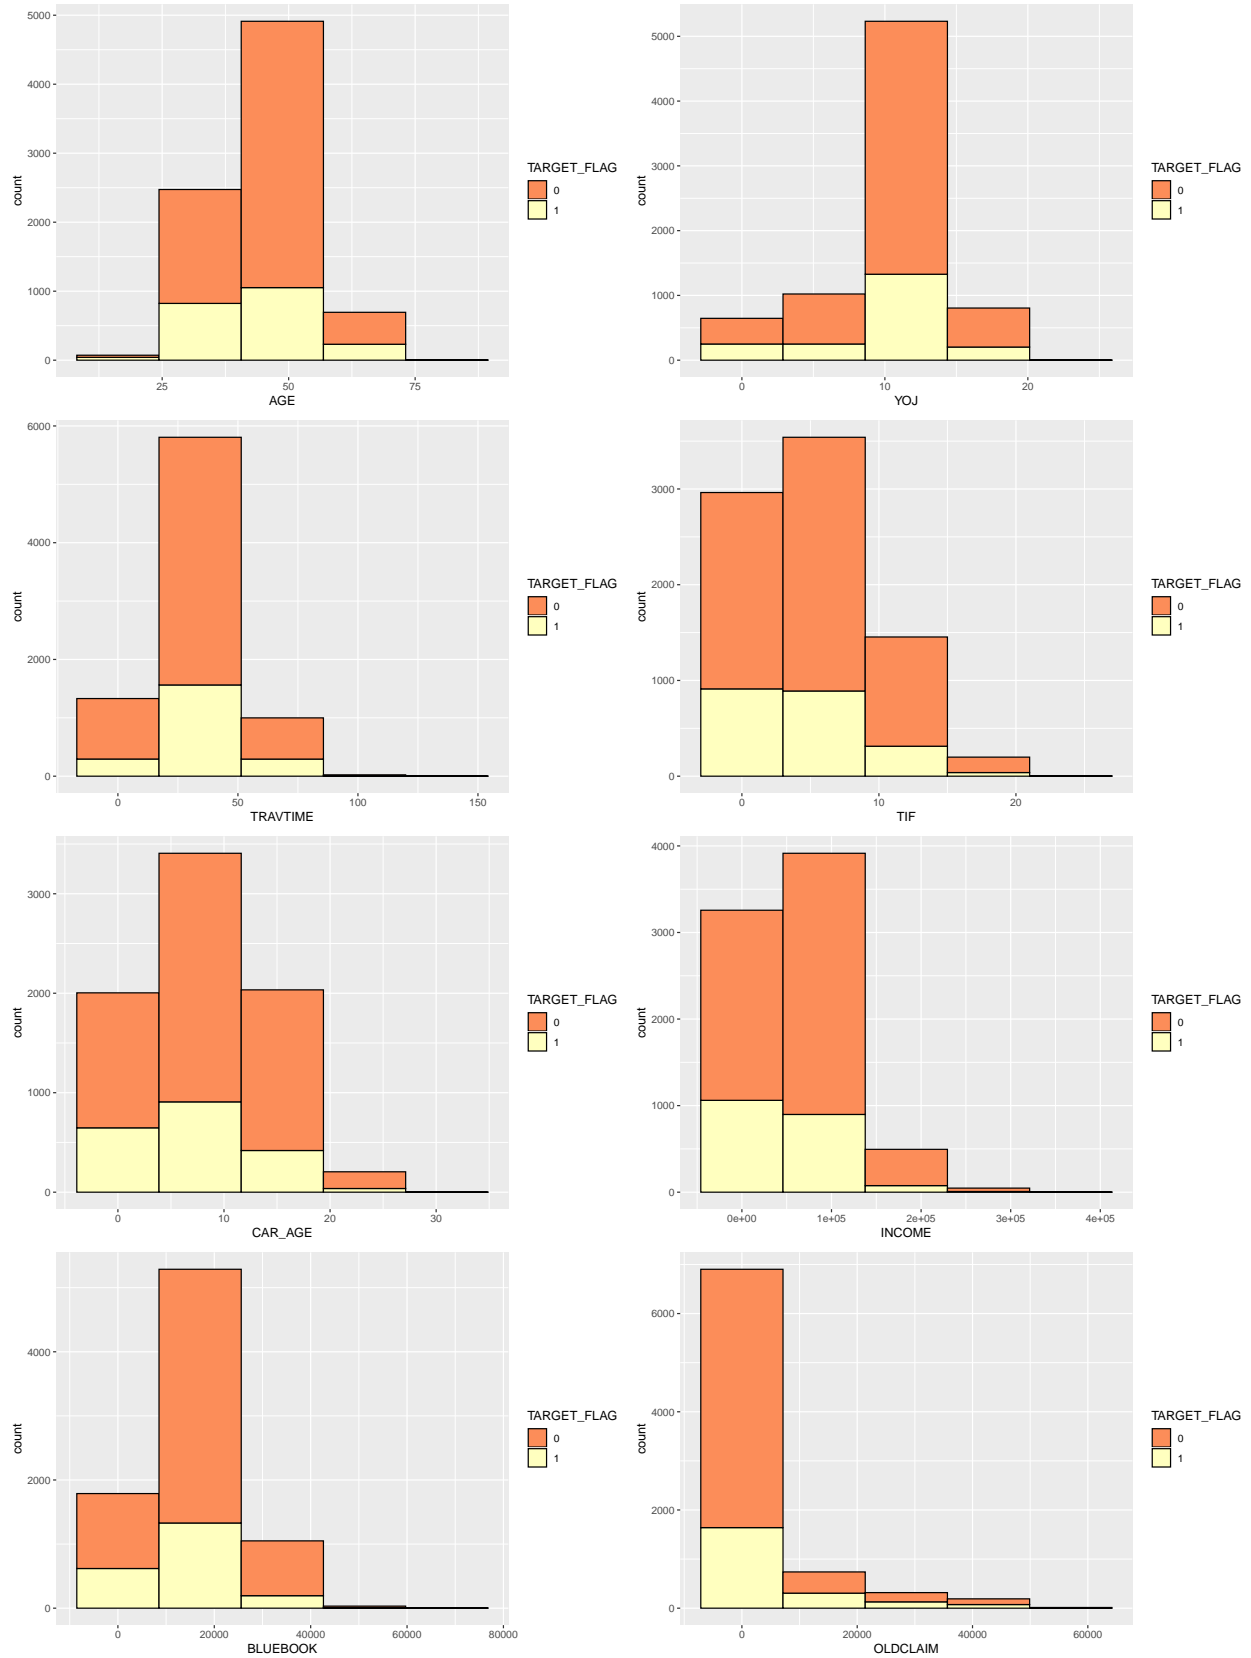 5000
4000
3000
2000
1000
0
count
25
50
75
AGE
TARGET_FLAG
0
1
5000
4000
3000
2000
1000
0
count
0
10
20
YOJ
TARGET_FLAG
0
1
6000
4000
2000
0
count
0
50
100
150
TRAVTIME
TARGET_FLAG
0
1
3000
2000
1000
0
count
0
10
20
TIF
TARGET_FLAG
0
1
3000
2000
1000
0
count
0
10
20
30
CAR_AGE
TARGET_FLAG
0
1
4000
3000
2000
1000
0
count
0e+00
1e+05
2e+05
3e+05
4e+05
INCOME
TARGET_FLAG
0
1
4000
2000
0
count
0
20000
40000
60000
80000
BLUEBOOK
TARGET_FLAG
0
1
6000
4000
2000
0
count
0
20000
40000
60000
OLDCLAIM
TARGET_FLAG
0
1